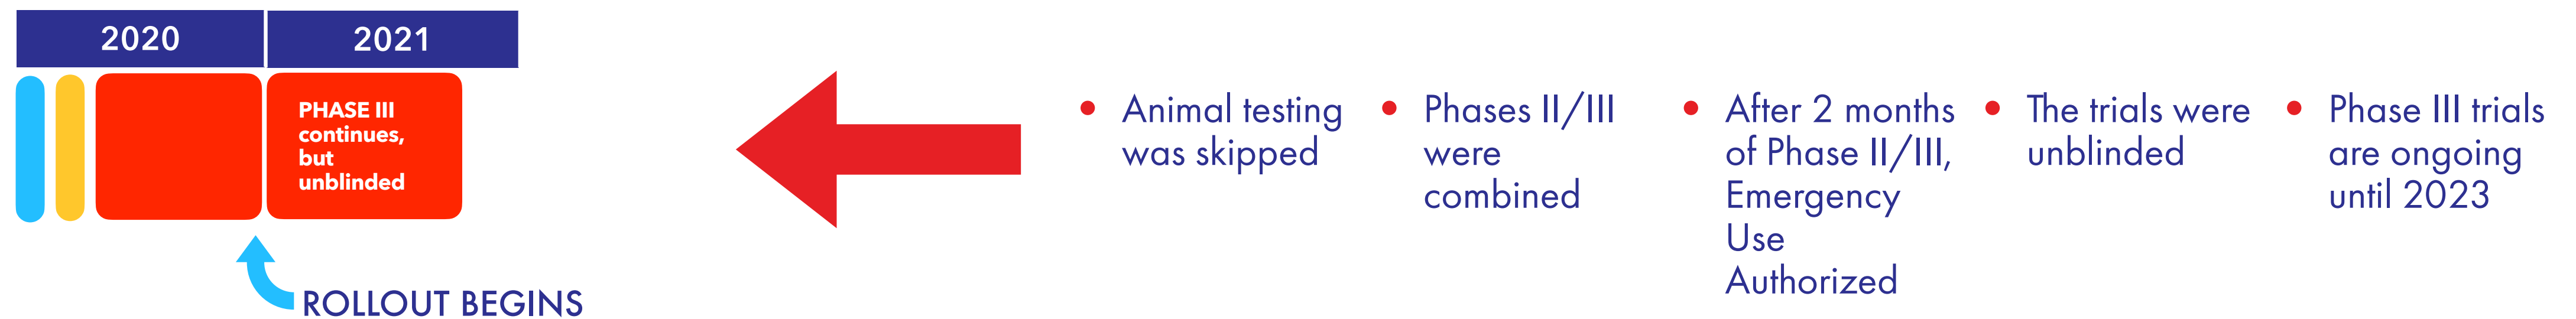 2020
2021
PHASE III
continues,
but
unblinded
ROLLOUT BEGINS
• Animal testing
was skipped
• Phases II/III
were
combined
• After 2 months
of Phase II/III,
Emergency
Use
Authorized
• The trials were
unblinded
• Phase III trials
are ongoing
until 2023